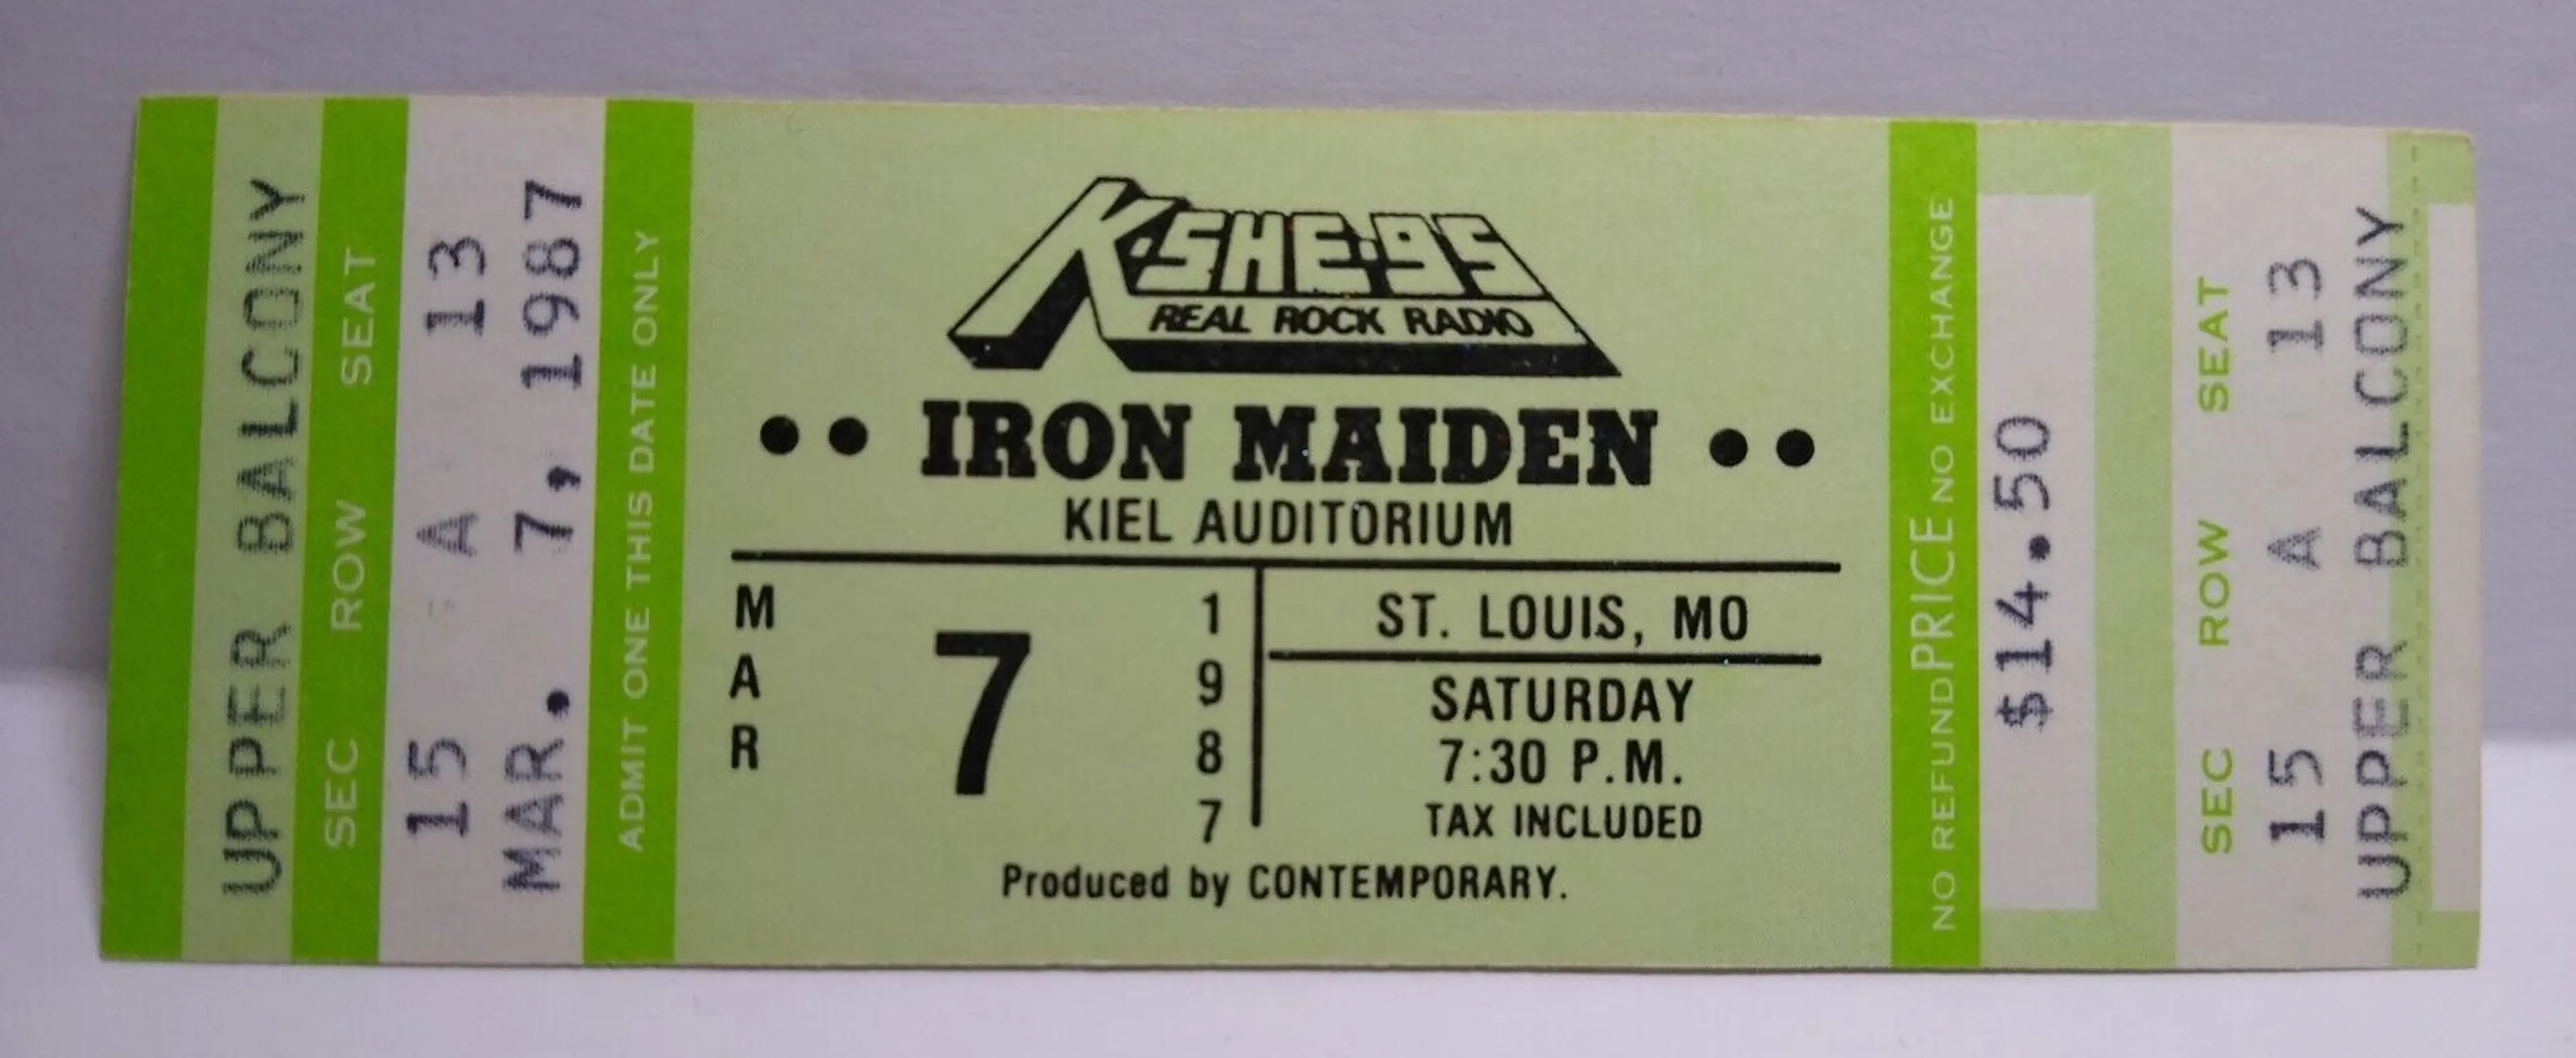 UPPER BALCONY
SEC ROW SEAT
15 A 13
MAR. 7, 1987
ADMIT ONE THIS DATE ONLY
K-SHE-95
REAL ROCK RADIO
•• IRON MAIDEN ••
KIEL AUDITORIUM
MAR 7 1987
ST. LOUIS, MO
SATURDAY
7:30 P.M.
TAX INCLUDED
Produced by CONTEMPORARY.
NO REFUND PRICE NO EXCHANGE
$14.50
SEC ROW SEAT
15 A 13
UPPER BALCONY